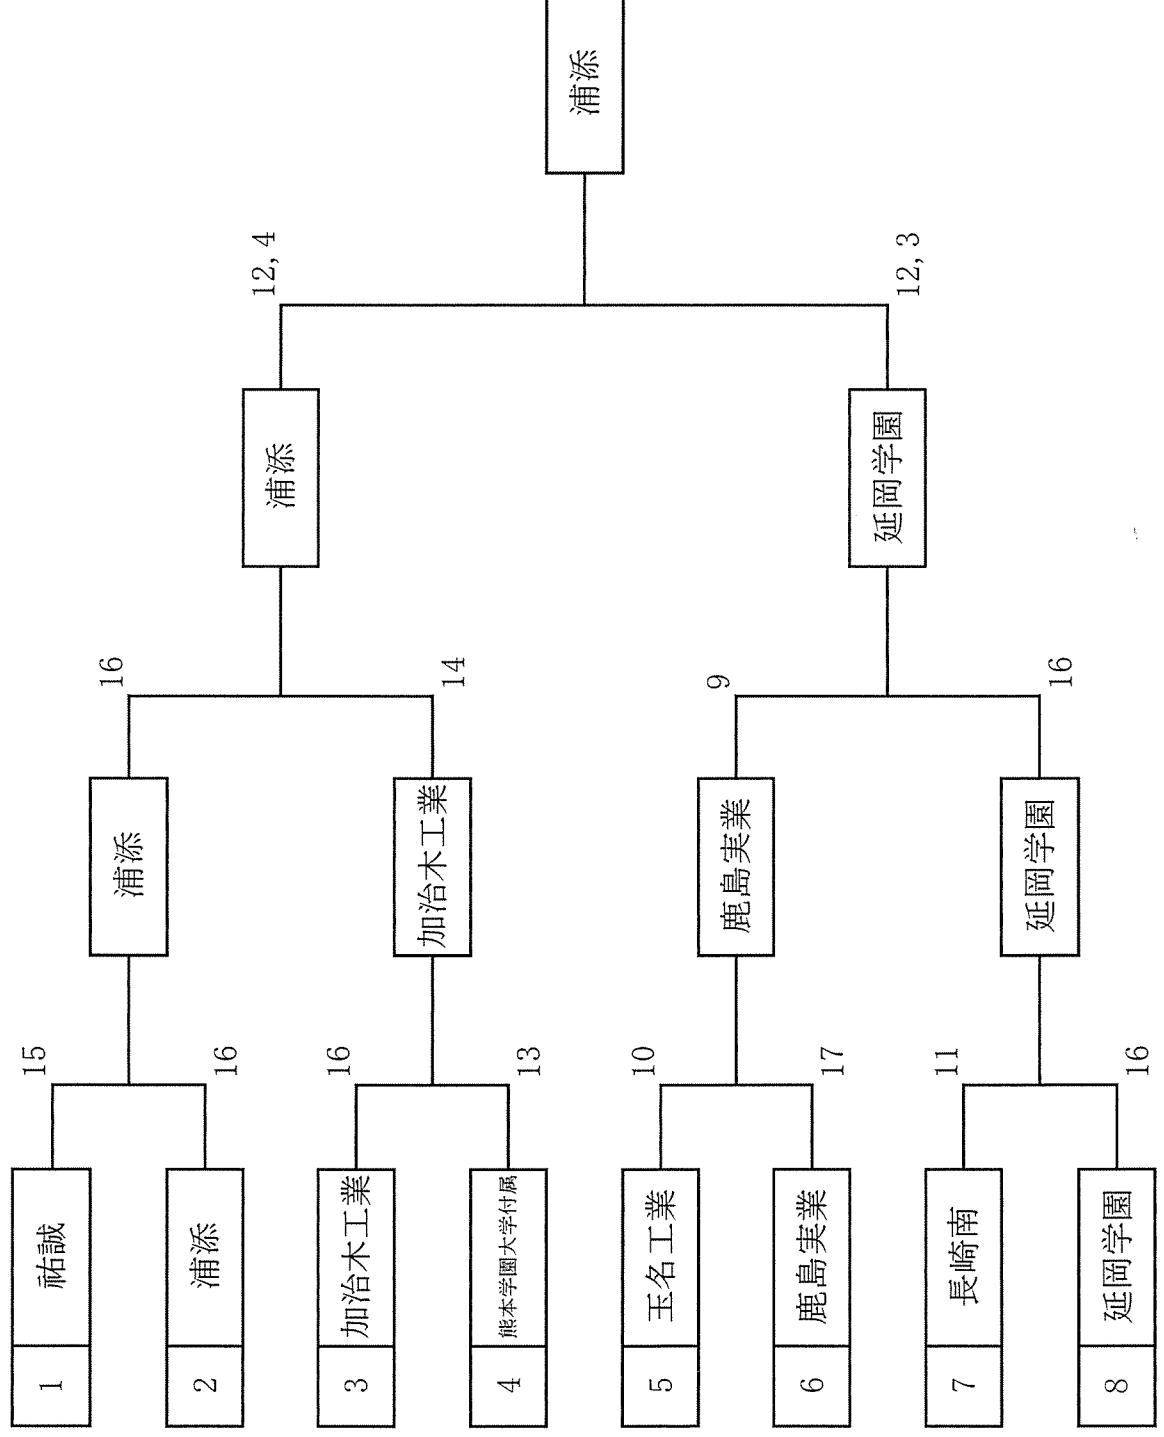 1 祐誠
2 浦添
3 加治木工業
4 熊本学園大学付属
5 玉名工業
6 鹿島実業
7 長崎南
8 延岡学園
15
16
16
13
10
17
11
16
浦添
加治木工業
鹿島実業
延岡学園
16
14
9
16
浦添
延岡学園
12,4
12,3
浦添